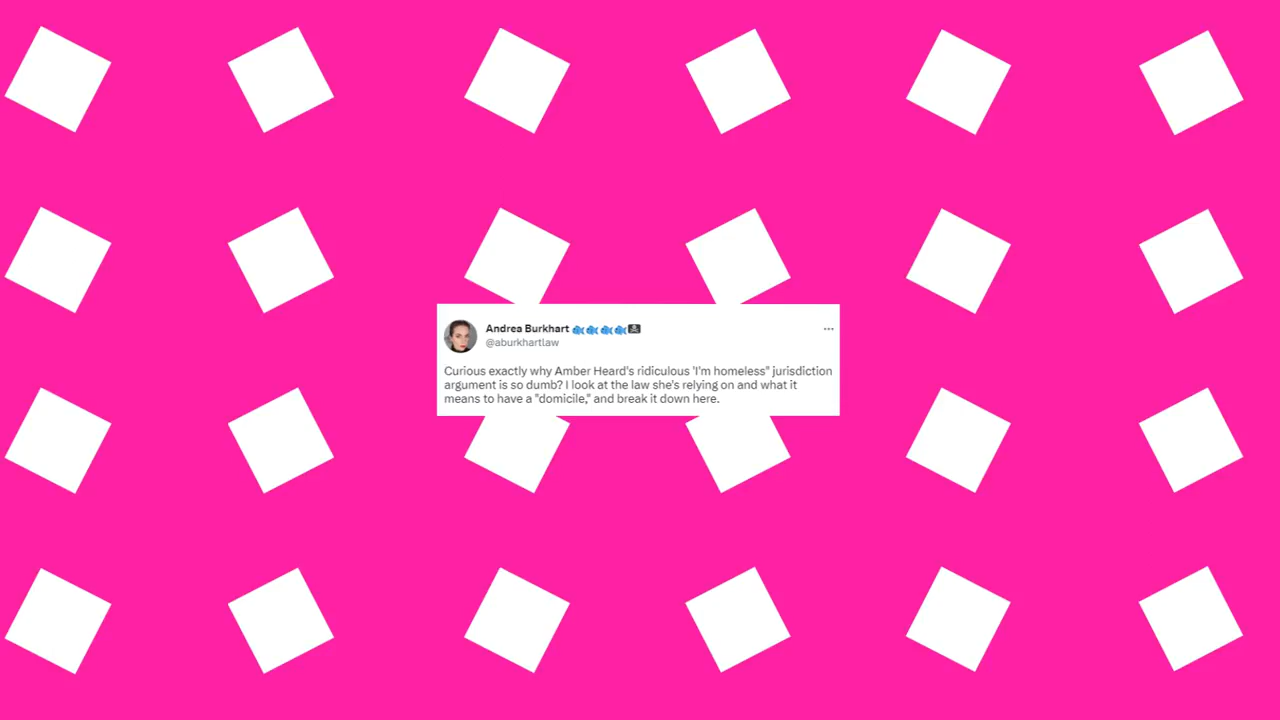 Andrea Burkhart 🐟🐟🐟🐟🏴‍☠️
@aburkhartlaw
Curious exactly why Amber Heard's ridiculous 'I'm homeless" jurisdiction
argument is so dumb? I look at the law she's relying on and what it
means to have a "domicile," and break it down here.